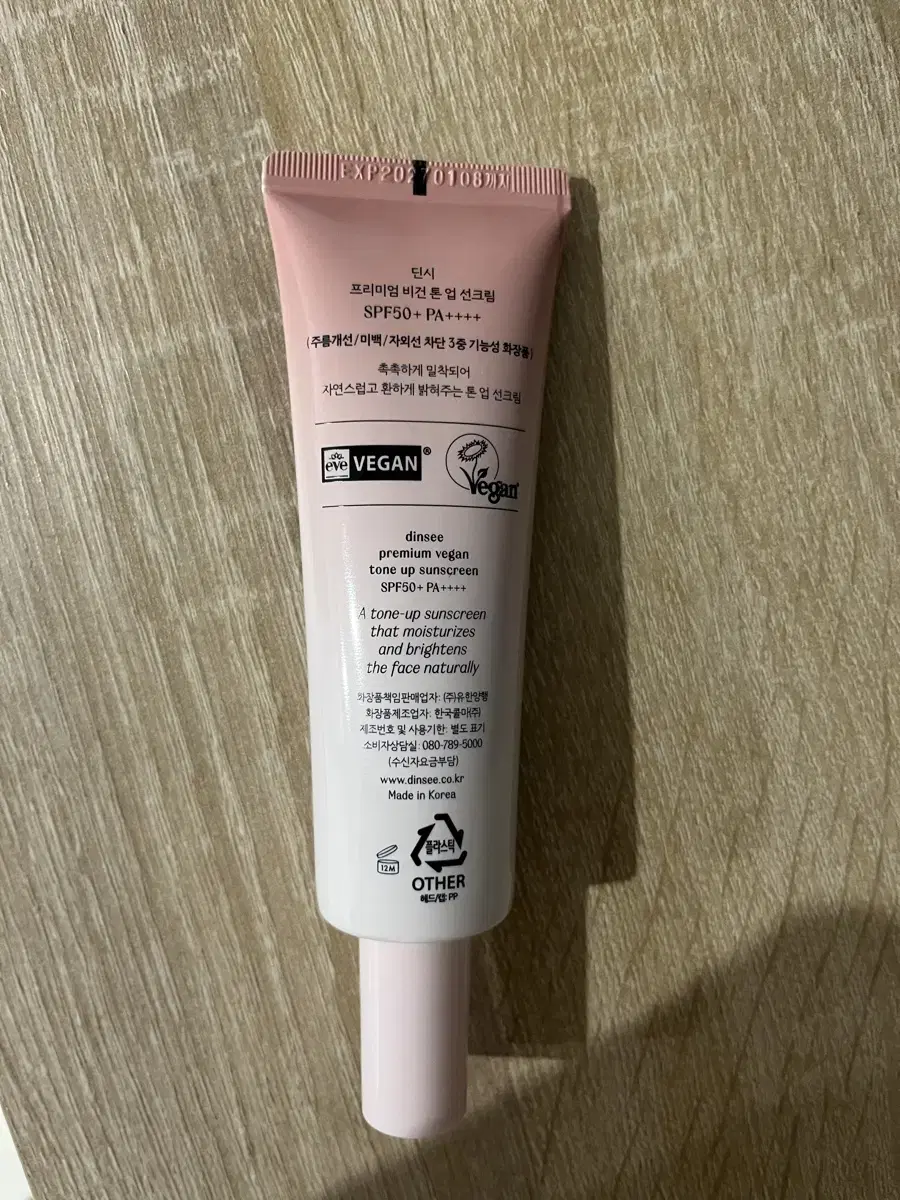 EXP20270108까지
딘시
프리미엄 비건 톤 업 선크림
SPF50+ PA++++
(주름개선/미백/자외선 차단 3중 기능성 화장품)
촉촉하게 밀착되어
자연스럽고 환하게 밝혀주는 톤 업 선크림
eve VEGAN®
Vegan
dinsee
premium vegan
tone up sunscreen
SPF50+ PA++++
A tone-up sunscreen
that moisturizes
and brightens
the face naturally
화장품책임판매업자: (주)유한양행
화장품제조업자: 한국콜마(주)
제조번호 및 사용기한: 별도 표기
소비자상담실: 080-789-5000
(수신자요금부담)
www.dinsee.co.kr
Made in Korea
플라스틱
12M
OTHER
헤드/캡: PP